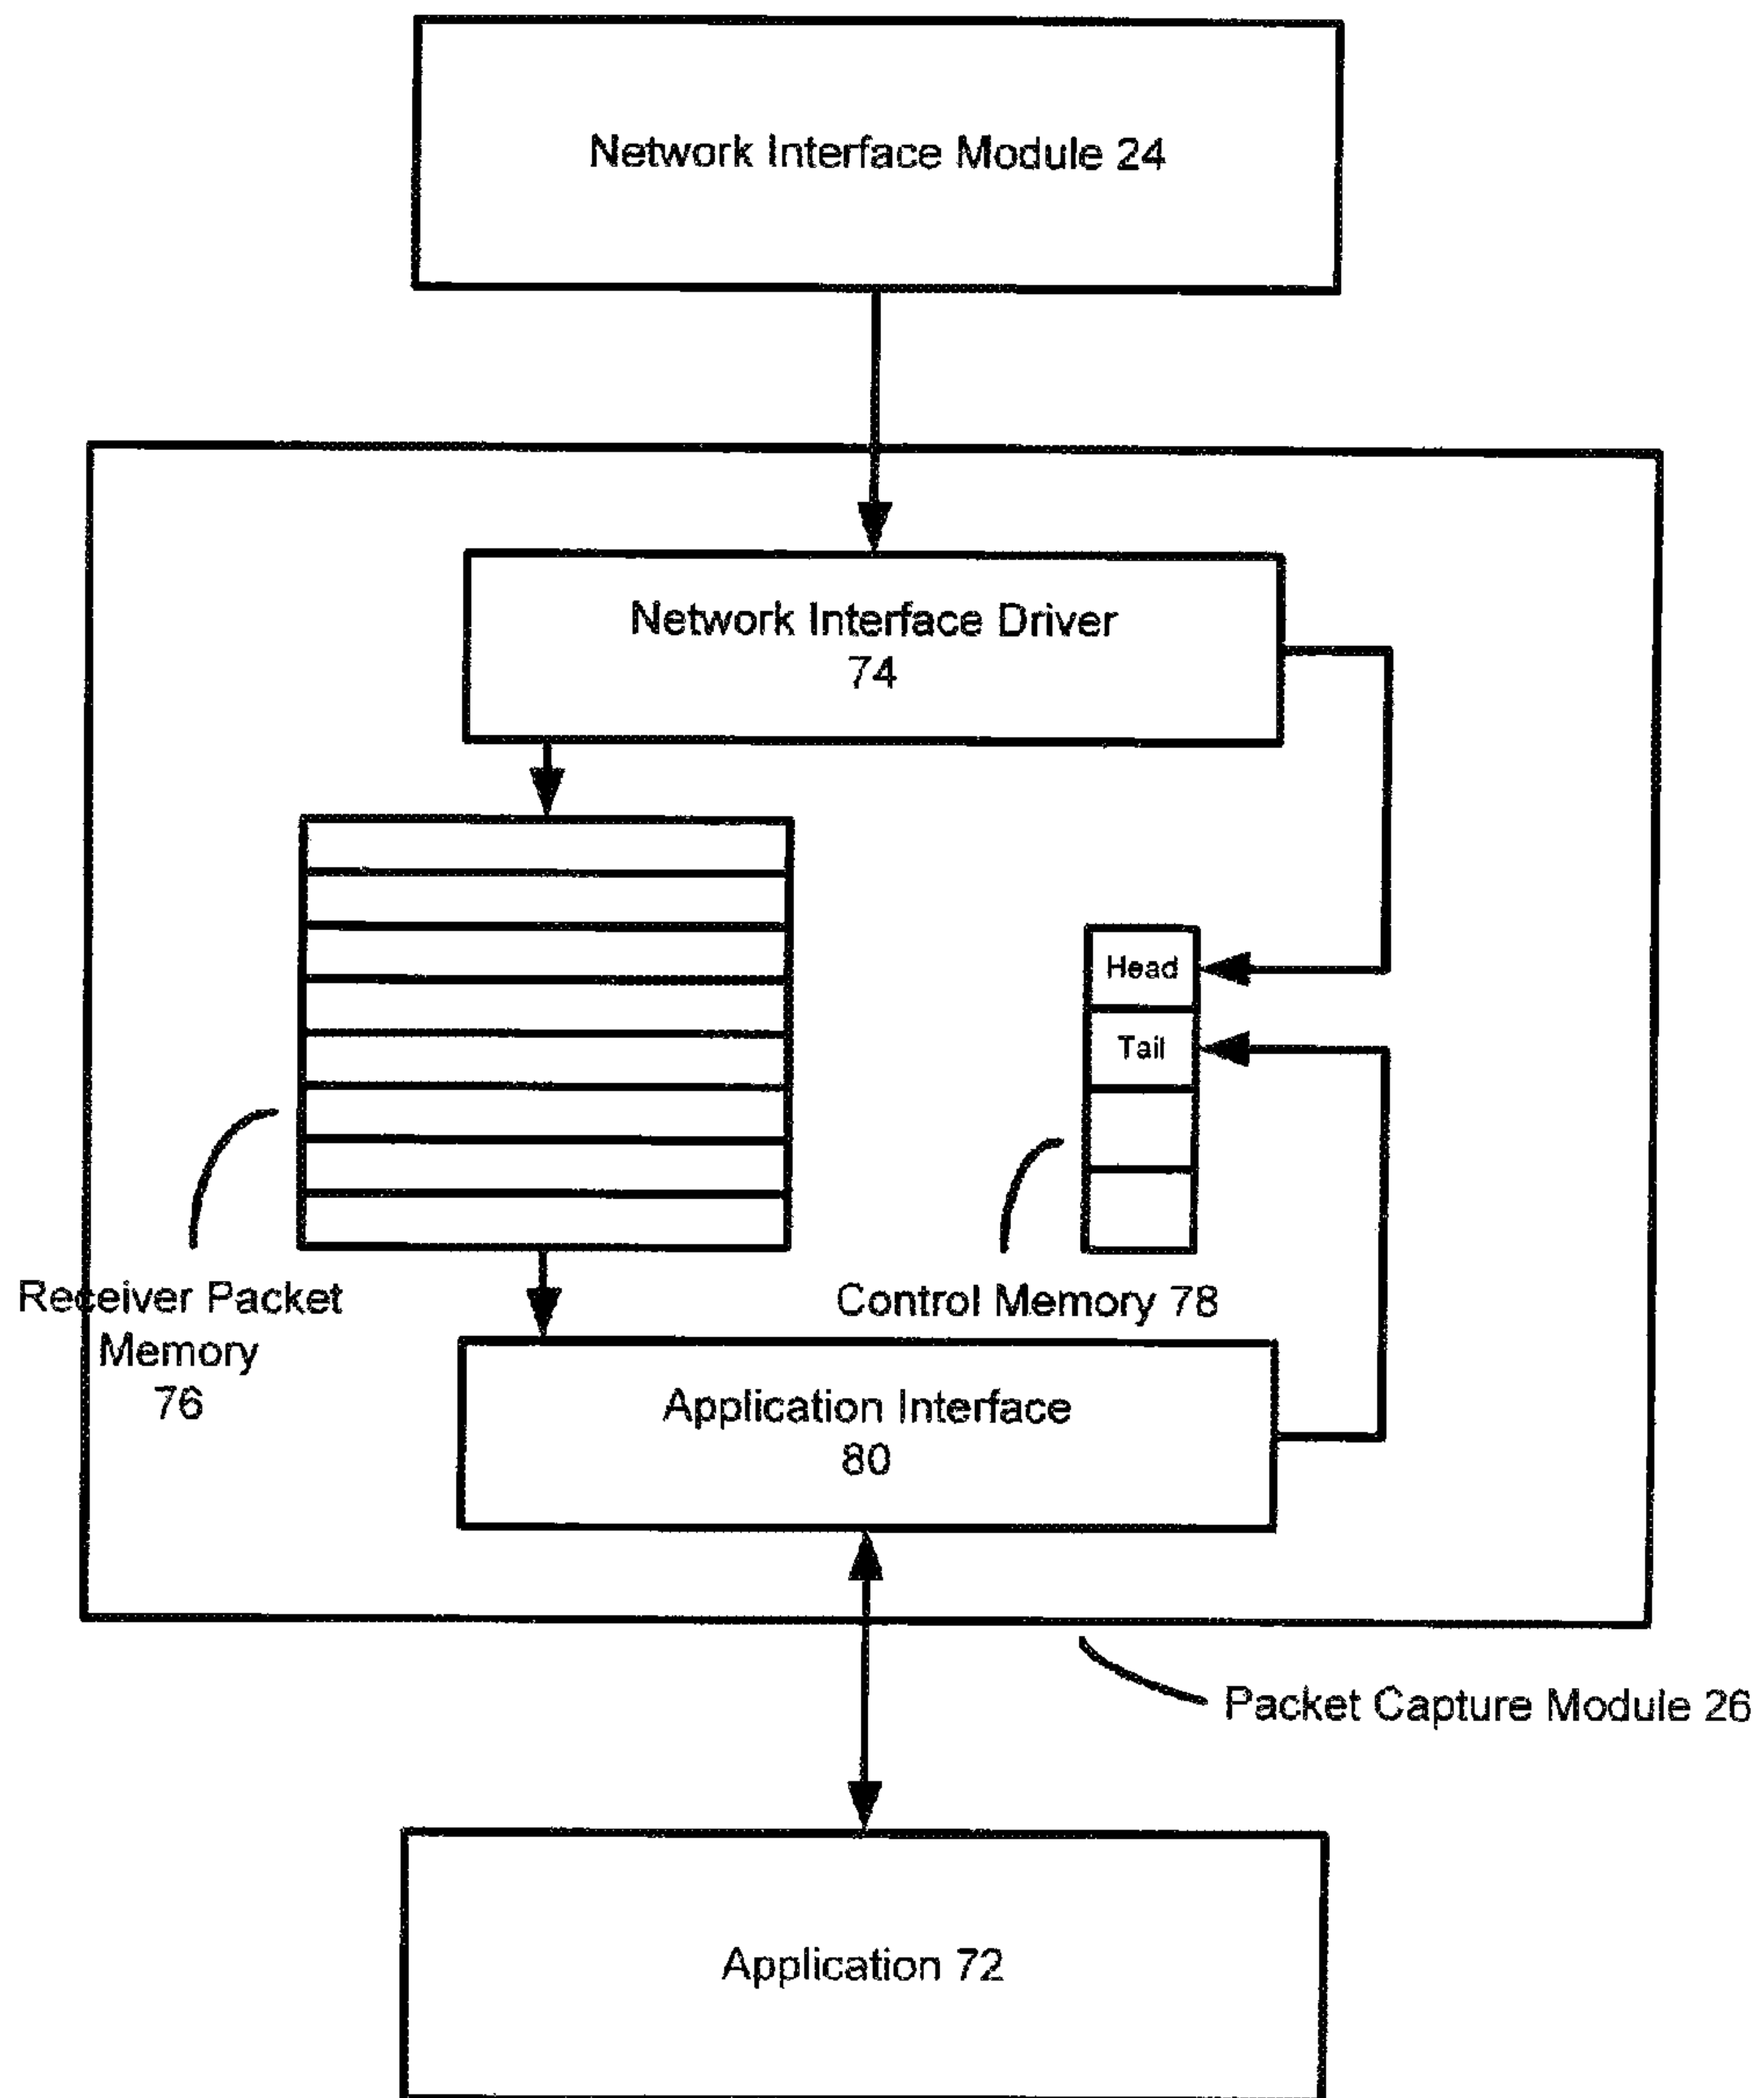 Network Interface Module 24
Network Interface Driver
74
Head
Tail
Receiver Packet
Memory
76
Control Memory 78
Application Interface
80
Packet Capture Module 26
Application 72